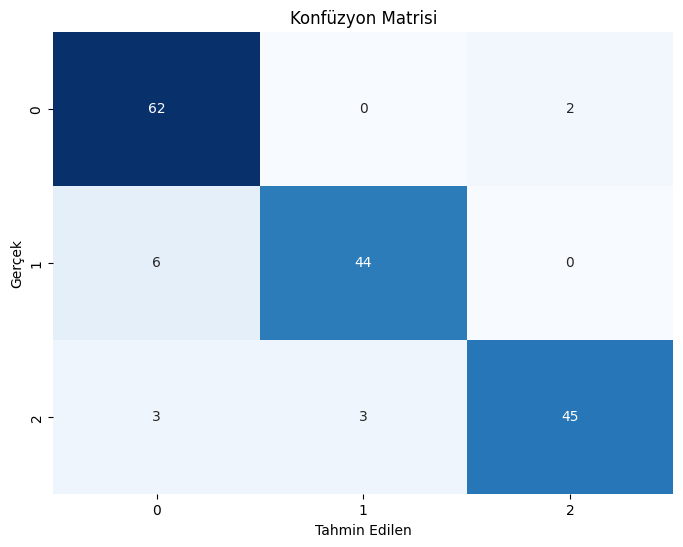 Konfüzyon Matrisi
0 62 0 2
Gerçek
1 6 44 0
2 3 3 45
0 1 2
Tahmin Edilen